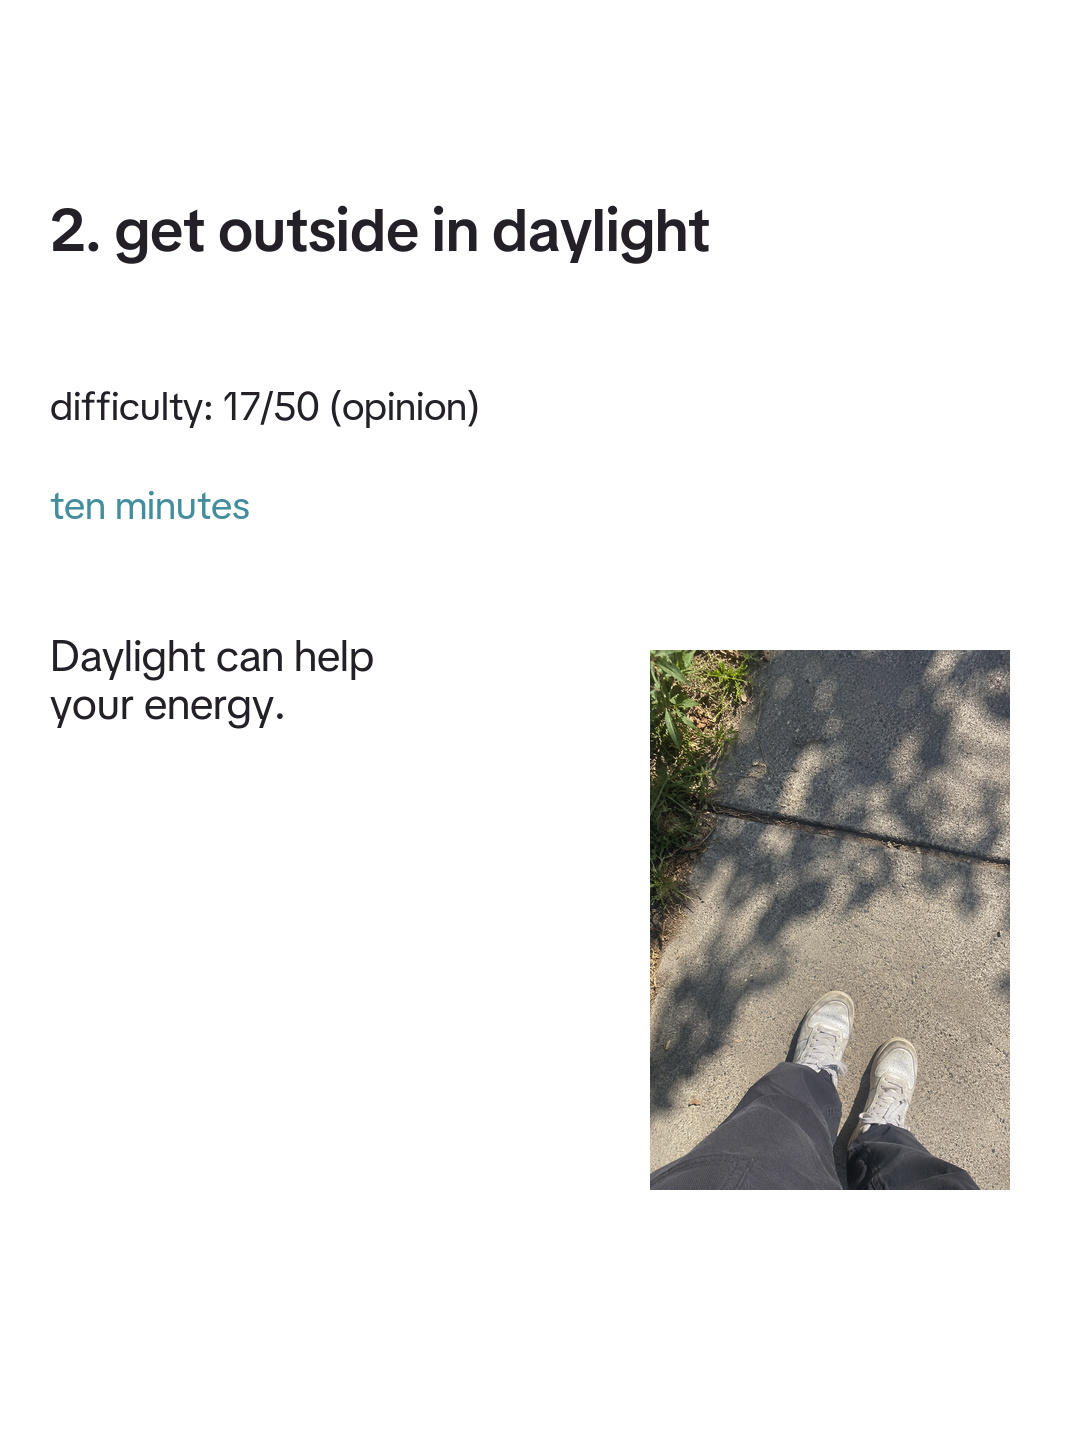 2. get outside in daylight
difficulty: 17/50 (opinion)
ten minutes
Daylight can help
your energy.